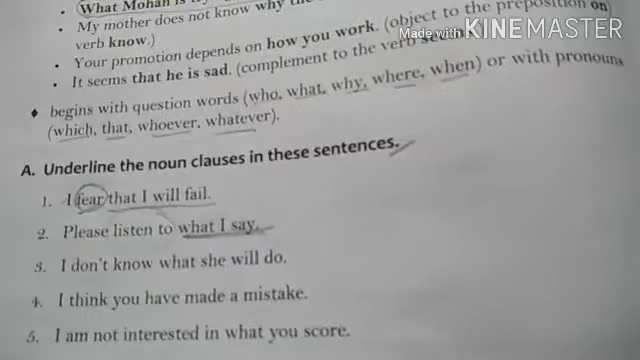 What Mohan is
My mother does not know why
verb know.)
Your promotion depends on how you work. (object to the preposition on)
It seems that he is sad. (complement to the verb
begins with question words (who, what, why, where, when) or with pronouns
(which, that, whoever, whatever).
A. Underline the noun clauses in these sentences.
1. I fear that I will fail.
2. Please listen to what I say.
3. I don't know what she will do.
4. I think you have made a mistake.
5. I am not interested in what you score.
Made with KINEMASTER